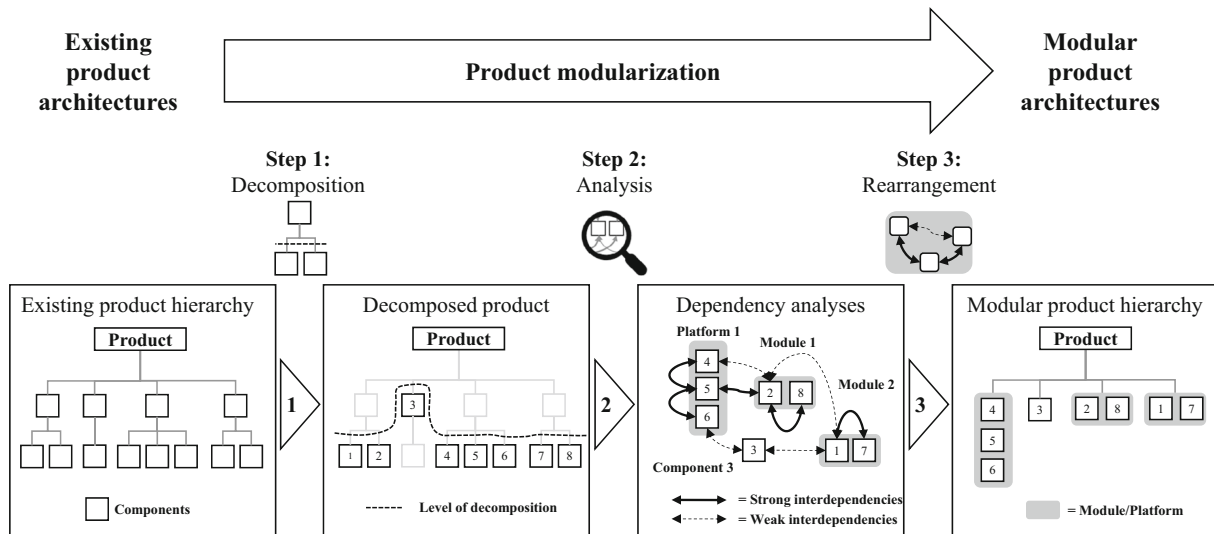 Existing
product
architectures
Product modularization
Modular
product
architectures
Step 1:
Decomposition
Step 2:
Analysis
Step 3:
Rearrangement
Existing product hierarchy
Product
Components
1
Decomposed product
Product
3
1 2 4 5 6 7 8
Level of decomposition
2
Dependency analyses
Platform 1
Module 1
4
Module 2
5
2 8
6
3
1 7
Component 3
= Strong interdependencies
= Weak interdependencies
3
Modular product hierarchy
Product
4 3 2 8 1 7
5
6
= Module/Platform